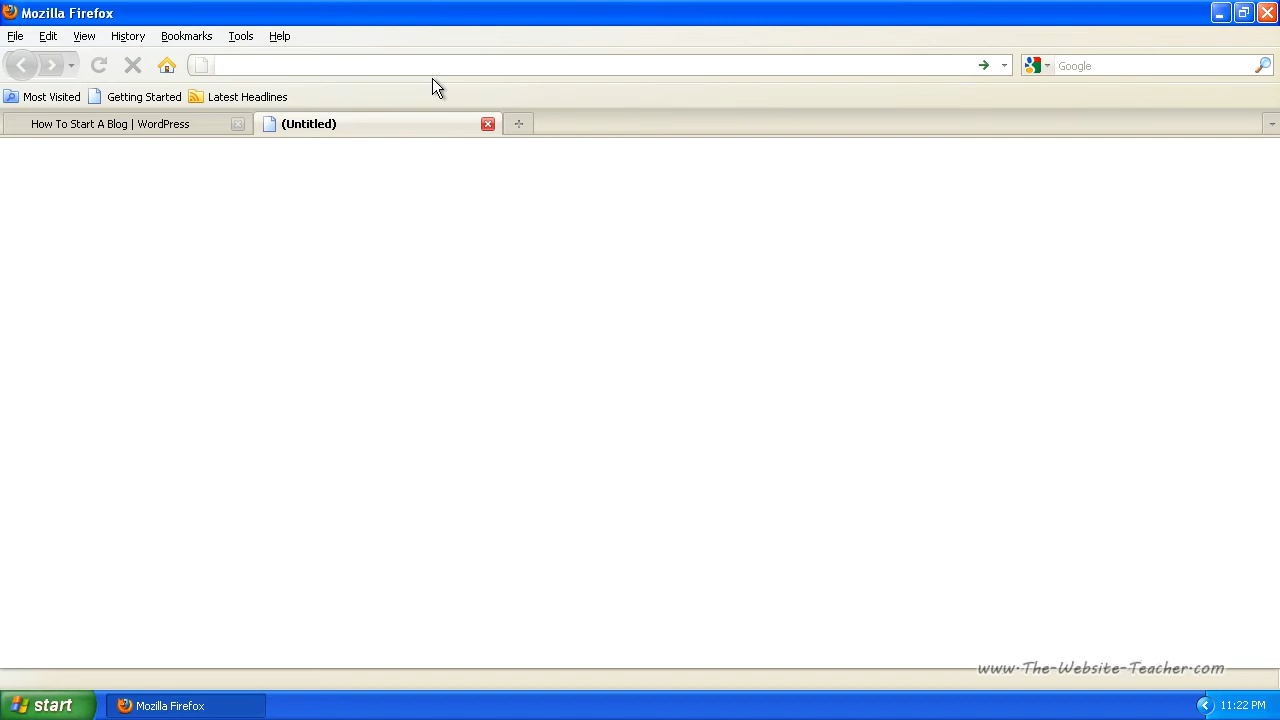 Mozilla Firefox
File Edit View History Bookmarks Tools Help
Google
Most Visited Getting Started Latest Headlines
How To Start A Blog | WordPress (Untitled)
www.The-Website-Teacher.com
start Mozilla Firefox 11:22 PM